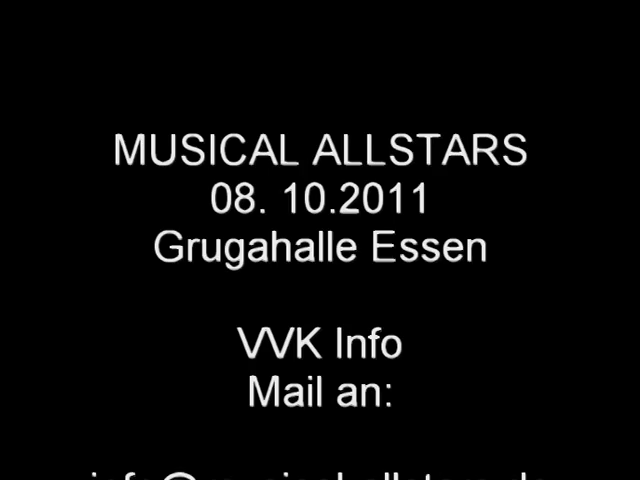 MUSICAL ALLSTARS
08. 10.2011
Grugahalle Essen
VVK Info
Mail an: